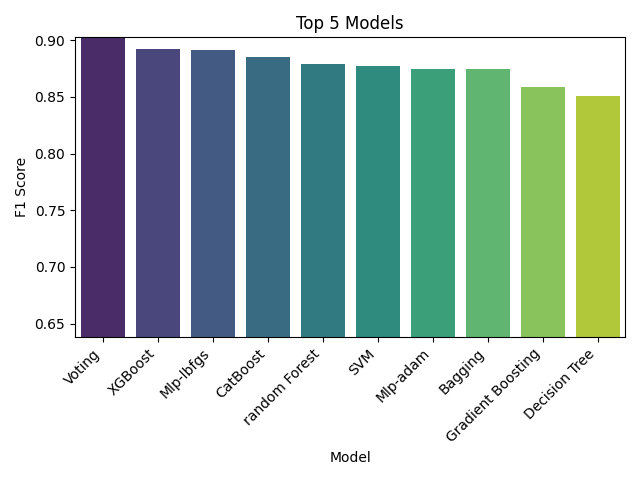 Top 5 Models
F1 Score
0.90
0.85
0.80
0.75
0.70
0.65
Voting
XGBoost
Mlp-lbfgs
CatBoost
random Forest
SVM
Mlp-adam
Bagging
Gradient Boosting
Decision Tree
Model